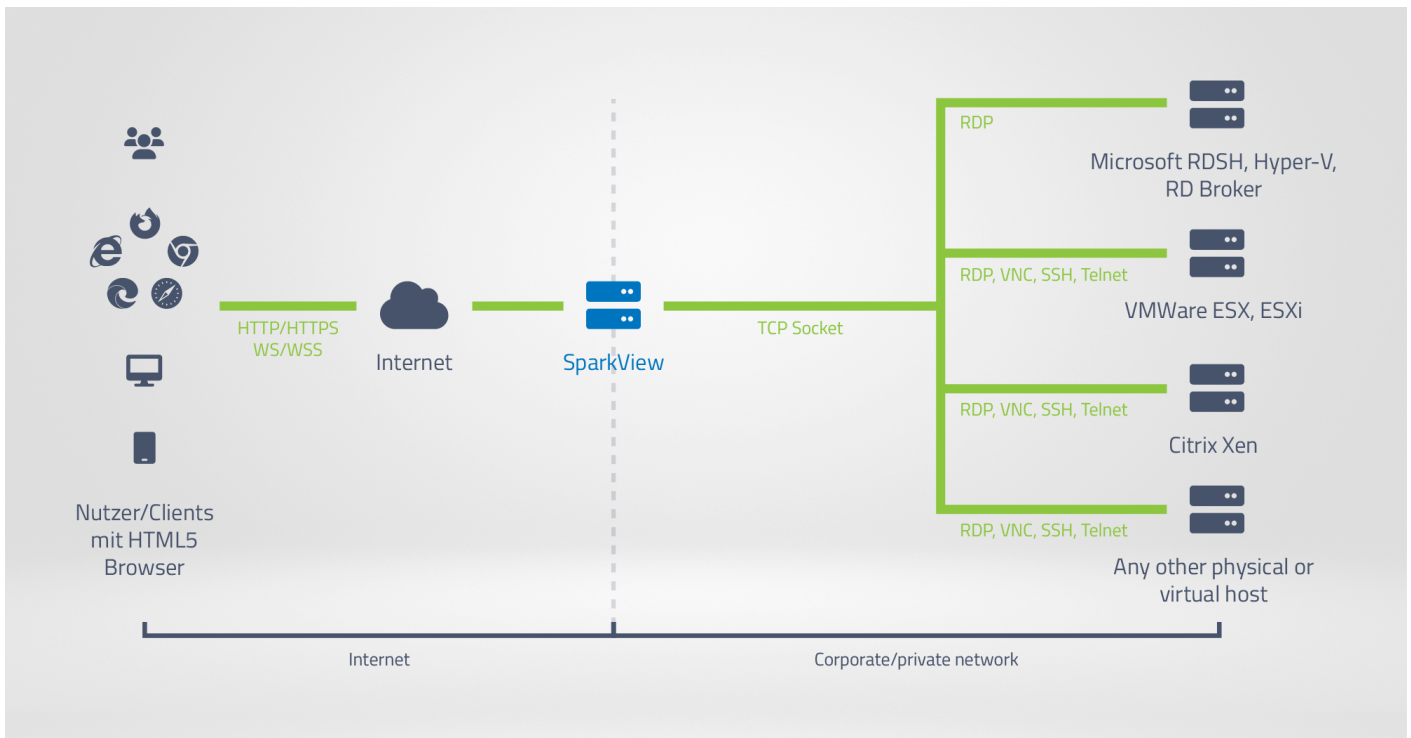 Nutzer/Clients
mit HTML5
Browser
HTTP/HTTPS
WS/WSS
Internet
SparkView
TCP Socket
RDP
Microsoft RDSH, Hyper-V,
RD Broker
RDP, VNC, SSH, Telnet
VMWare ESX, ESXi
RDP, VNC, SSH, Telnet
Citrix Xen
RDP, VNC, SSH, Telnet
Any other physical or
virtual host
Internet
Corporate/private network